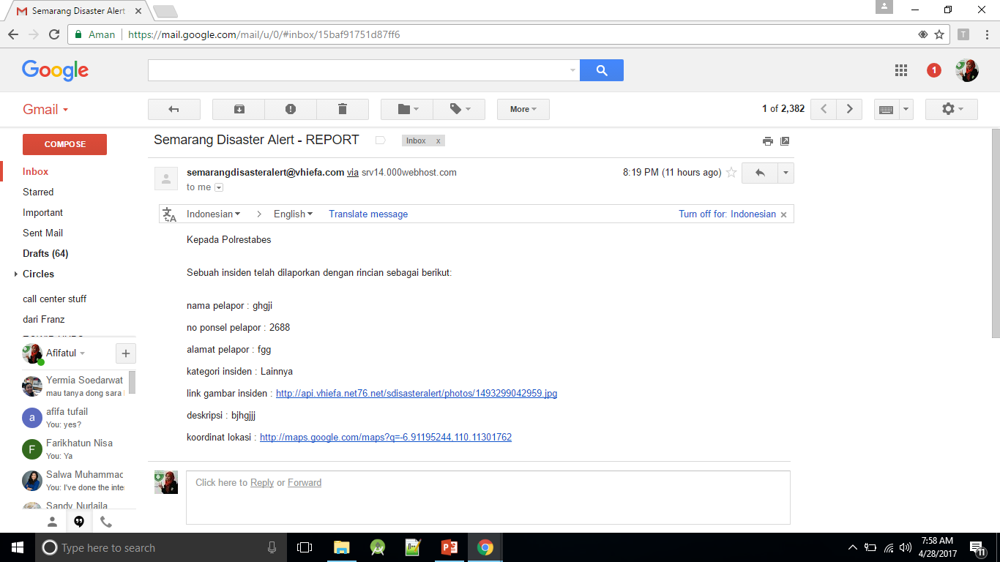 Semarang Disaster Alert
Aman https://mail.google.com/mail/u/0/#inbox/15baf91751d87ff6 T
Google 1
Gmail More 1 of 2,382
COMPOSE Semarang Disaster Alert - REPORT Inbox x
Inbox
Starred
Important
Sent Mail
Drafts (64)
Circles
call center stuff
dari Franz
semarangdisasteralert@vhiefa.com via srv14.000webhost.com 8:19 PM (11 hours ago)
to me
Indonesian > English Translate message Turn off for: Indonesian x
Kepada Polrestabes
Sebuah insiden telah dilaporkan dengan rincian sebagai berikut:
nama pelapor : ghgji
no ponsel pelapor : 2688
alamat pelapor : fgg
kategori insiden : Lainnya
link gambar insiden : http://api.vhiefa.net76.net/sdisasteralert/photos/1493299042959.jpg
deskripsi : bjhgjjj
koordinat lokasi : http://maps.google.com/maps?q=-6.91195244,110.11301762
Click here to Reply or Forward
Afifatul
Yermia Soedarwat
mau tanya dong sara
a afifa tufail
You: yes?
F Farikhatun Nisa
You: Ya
Salwa Muhammad
You: I've done the inte
Sandy Nurlaila
Type here to search
7:58 AM
4/28/2017
11